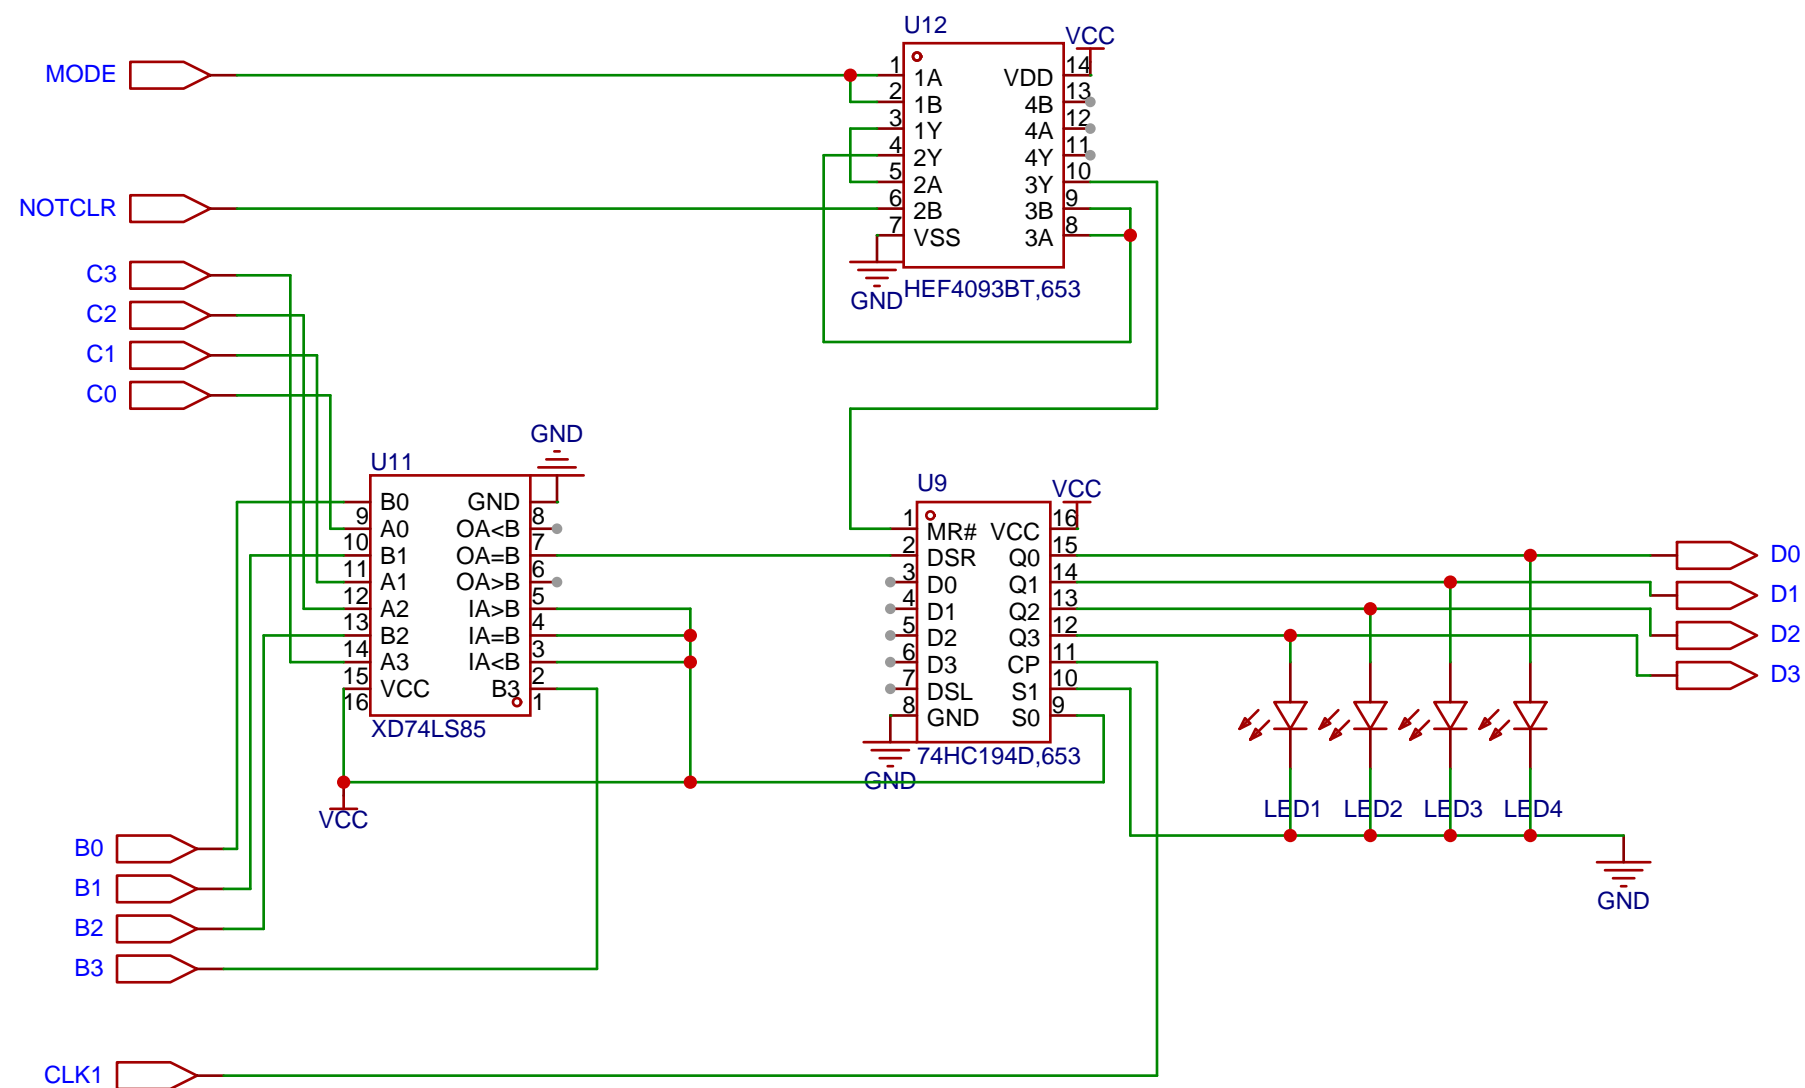 MODE
NOTCLR
C3
C2
C1
C0
U12
VCC
1 1A VDD 14
2 1B 4B 13
3 1Y 4A 12
4 2Y 4Y 11
5 2A 3Y 10
6 2B 3B 9
7 VSS 3A 8
GND
HEF4093BT,653
GND
U11
B0 GND
9 A0 OA<B 8
10 B1 OA=B 7
11 A1 OA>B 6
12 A2 IA>B 5
13 B2 IA=B 4
14 A3 IA<B 3
15 VCC B3 2
16 1
XD74LS85
VCC
U9
VCC
1 MR# VCC 16
2 DSR Q0 15
3 D0 Q1 14
4 D1 Q2 13
5 D2 Q3 12
6 D3 CP 11
7 DSL S1 10
8 GND S0 9
74HC194D,653
GND
D0
D1
D2
D3
LED1 LED2 LED3 LED4
GND
B0
B1
B2
B3
CLK1